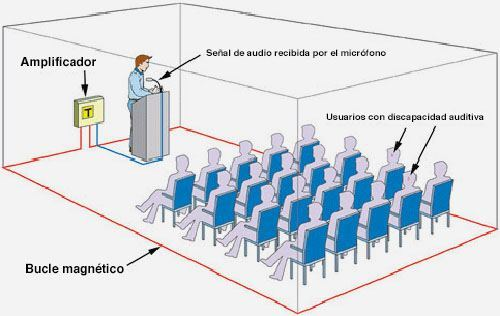 Señal de audio recibida por el micrófono
Amplificador
T
Usuarios con discapacidad auditiva
Bucle magnético